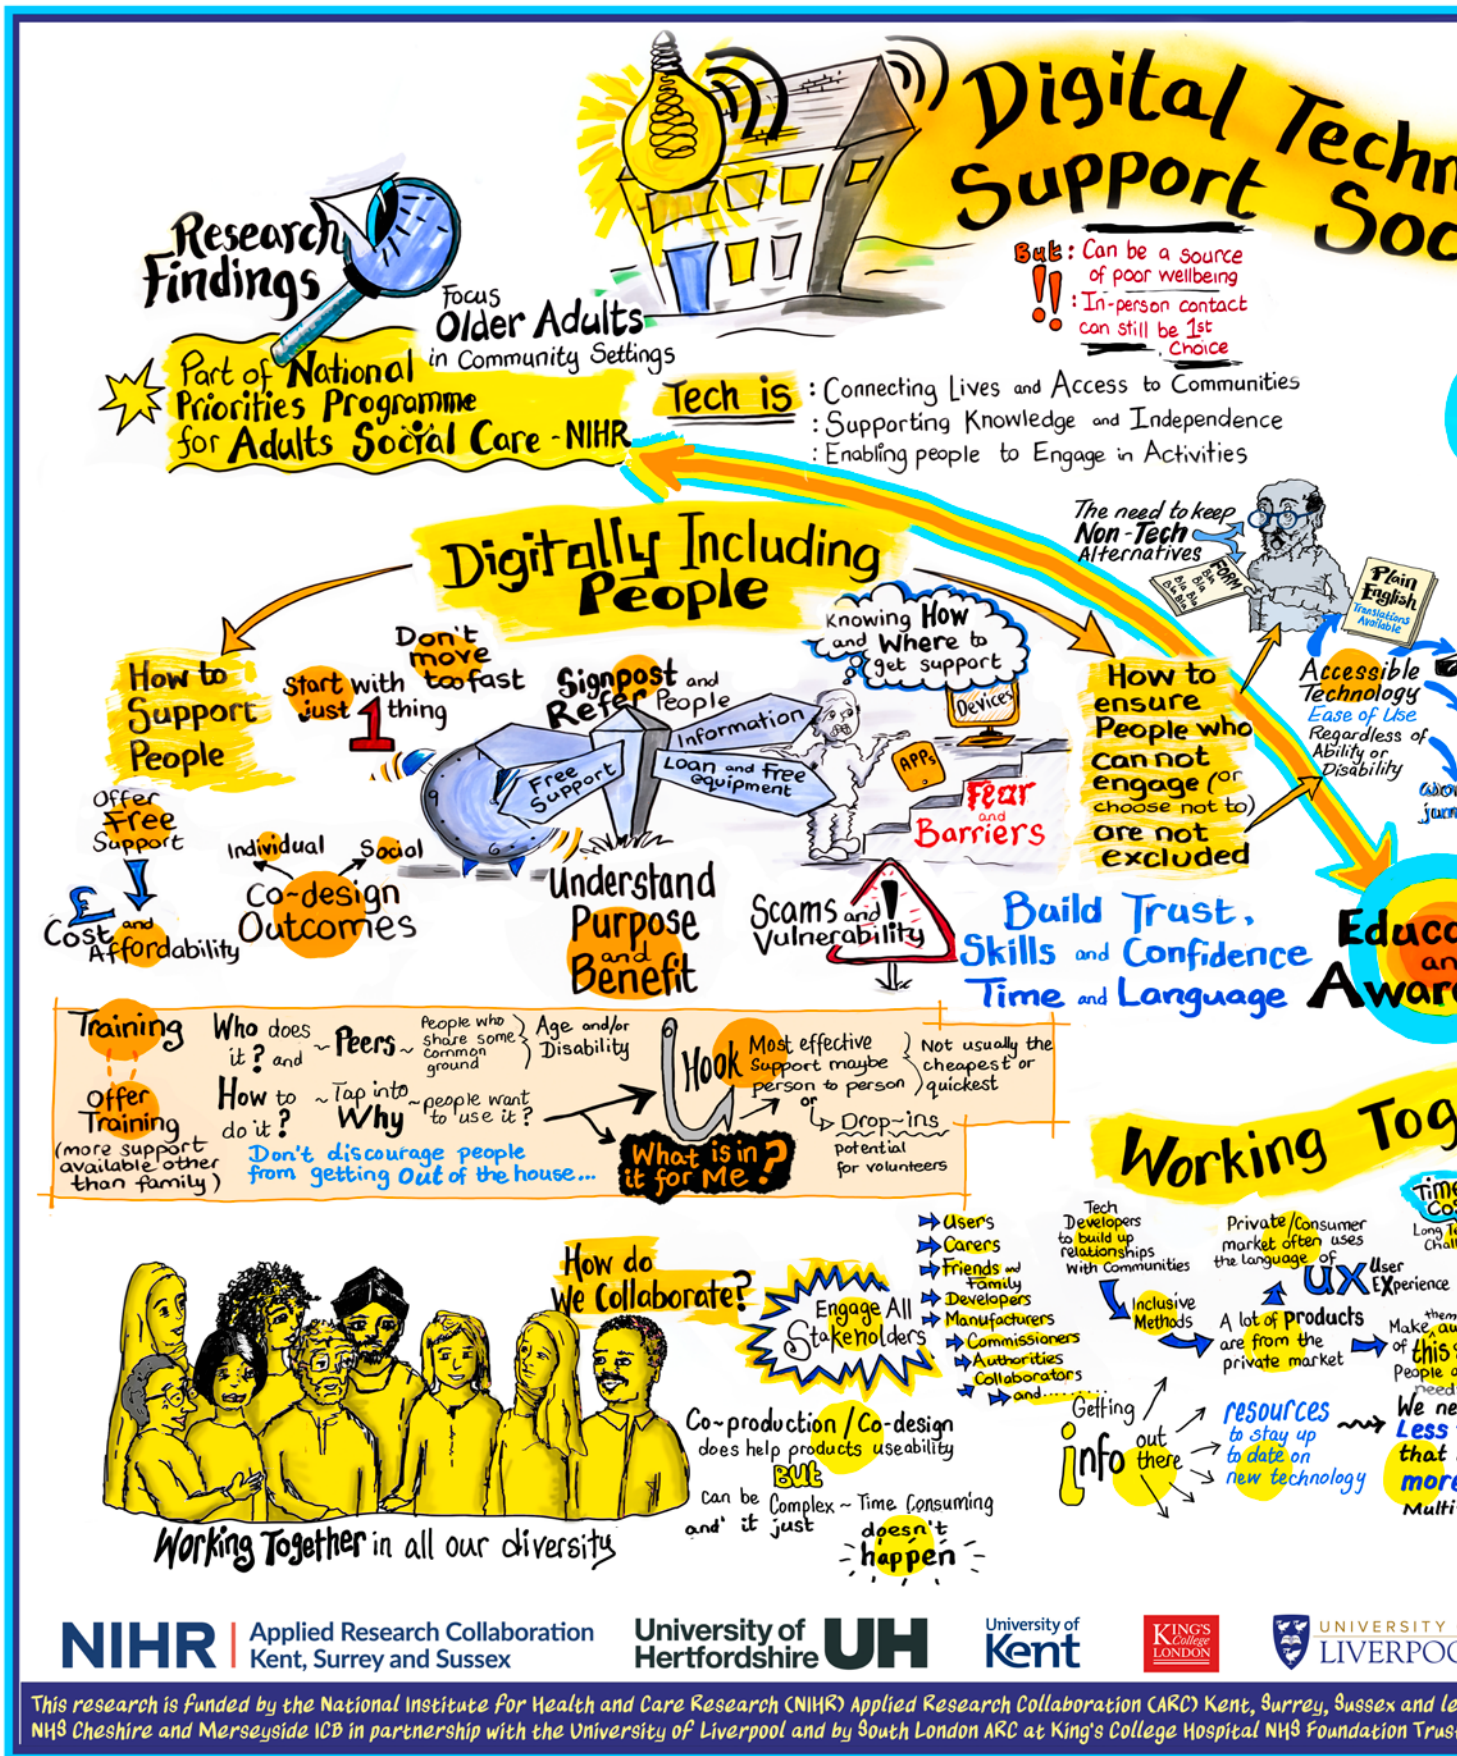 Digital
Support
Research
Findings
Focus
Older Adults
in Community Settings
Part of National
Priorities Programme
for Adults Social Care - NIHR
But: Can be a source
of poor wellbeing
!! : In-person contact
can still be 1st
Choice
Tech is : Connecting Lives and Access to Communities
: Supporting Knowledge and Independence
: Enabling people to Engage in Activities
Digitally Including
People
How to
Support
People
Start with
just 1 thing
Don't
move
too fast
Signpost and
Refer People
Information
Free
Support
Loan and Free
equipment
Knowing How
and Where to
get support
Devices
APPs
Fear
and
Barriers
How to
ensure
People who
can not
engage (or
choose not to)
are not
excluded
The need to keep
Non-Tech
Alternatives
FORM
Bla Bla
Bla Bla
Bla Bla
Plain
English
Translations
Available
Accessible
Technology
Ease of Use
Regardless of
Ability or
Disability
Offer
Free
Support
£
Cost and
Affordability
Individual
Social
Co-design
Outcomes
9
6
Understand
Purpose
and
Benefit
Scams and
Vulnerability
!
Build Trust,
Skills and Confidence
Time and Language
Training
Offer
Training
(more support
available other
than family)
Who does
it? and
~ Peers ~
People who
share some
common
ground
Age and/or
Disability
How to
do it?
~ Tap into
Why
~ people want
to use it?
Don't discourage people
from getting Out of the house...
Hook
What is in
it for Me?
Most effective
Support maybe
person to person
Not usually the
cheapest or
quickest
or
Drop-ins
potential
for volunteers
Working
How do
We Collaborate?
Engage All
Stakeholders
Users
Carers
Friends and
Family
Developers
Manufacturers
Commissioners
Authorities
Collaborators
and.........
Co-production / Co-design
does help products useability
But
can be Complex ~ Time Consuming
and it just
doesn't
happen
Tech
Developers
to build up
relationships
With Communities
Inclusive
Methods
Private/Consumer
market often uses
the language of
UX User
EXperience
A lot of products
are from the
private market
Getting
info out
there
resources
to stay up
to date on
new technology
Make
of this
People
We
Less
that
more
Working Together in all our diversity
NIHR | Applied Research Collaboration
Kent, Surrey and Sussex
University of
Hertfordshire UH
University of
Kent
KING'S
College
LONDON
UNIVERSITY
This research is funded by the National Institute for Health and Care Research (NIHR) Applied Research Collaboration (ARC) Kent, Surrey, Sussex and
NHS Cheshire and Merseyside ICB in partnership with the University of Liverpool and by South London ARC at King's College Hospital NHS Foundation